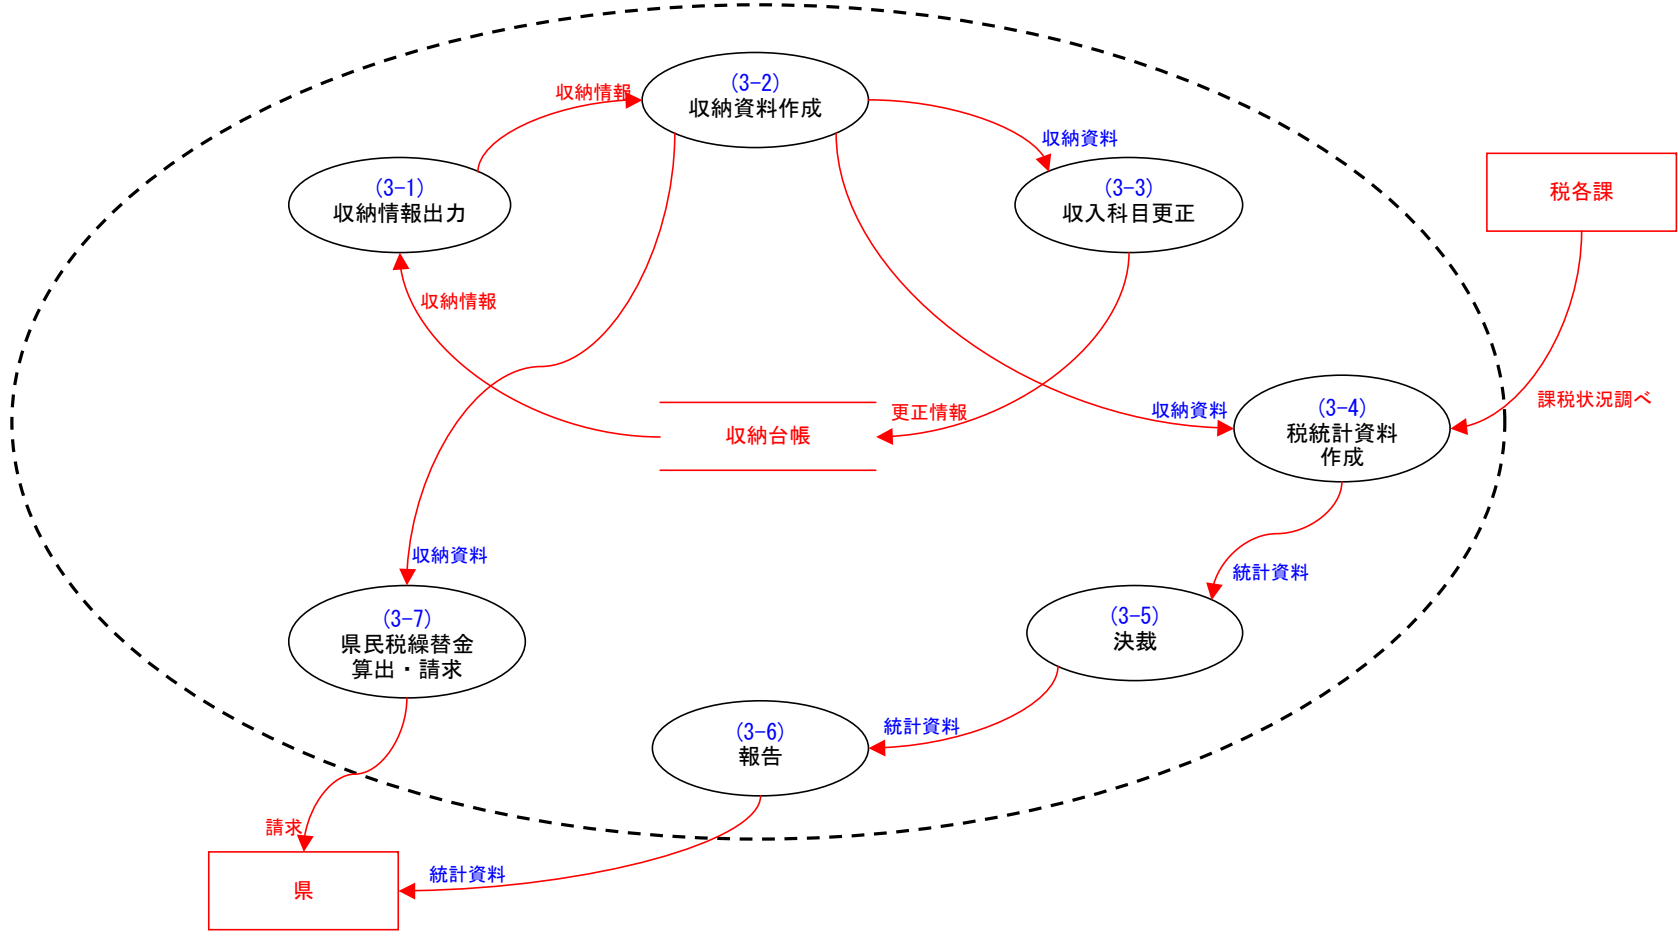 (3-2)
収納資料作成
収納情報
収納資料
(3-1)
収納情報出力
(3-3)
収入科目更正
税各課
収納情報
課税状況調べ
収納台帳
更正情報
収納資料
(3-4)
税統計資料
作成
収納資料
統計資料
(3-7)
県民税繰替金
算出・請求
(3-5)
決裁
統計資料
(3-6)
報告
請求
統計資料
県